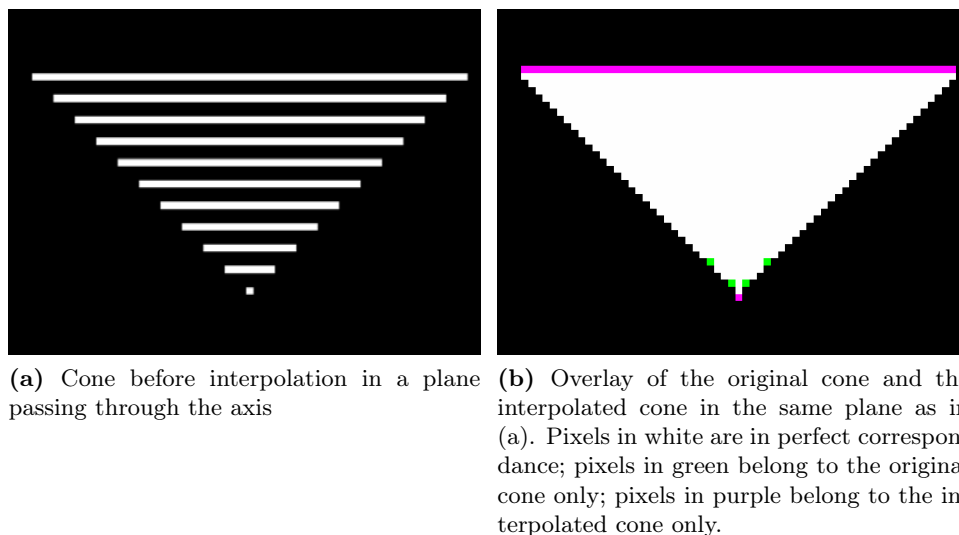 (a) Cone before interpolation in a plane
passing through the axis
(b) Overlay of the original cone and th
interpolated cone in the same plane as i
(a). Pixels in white are in perfect correspon
dance; pixels in green belong to the origina
cone only; pixels in purple belong to the in
terpolated cone only.